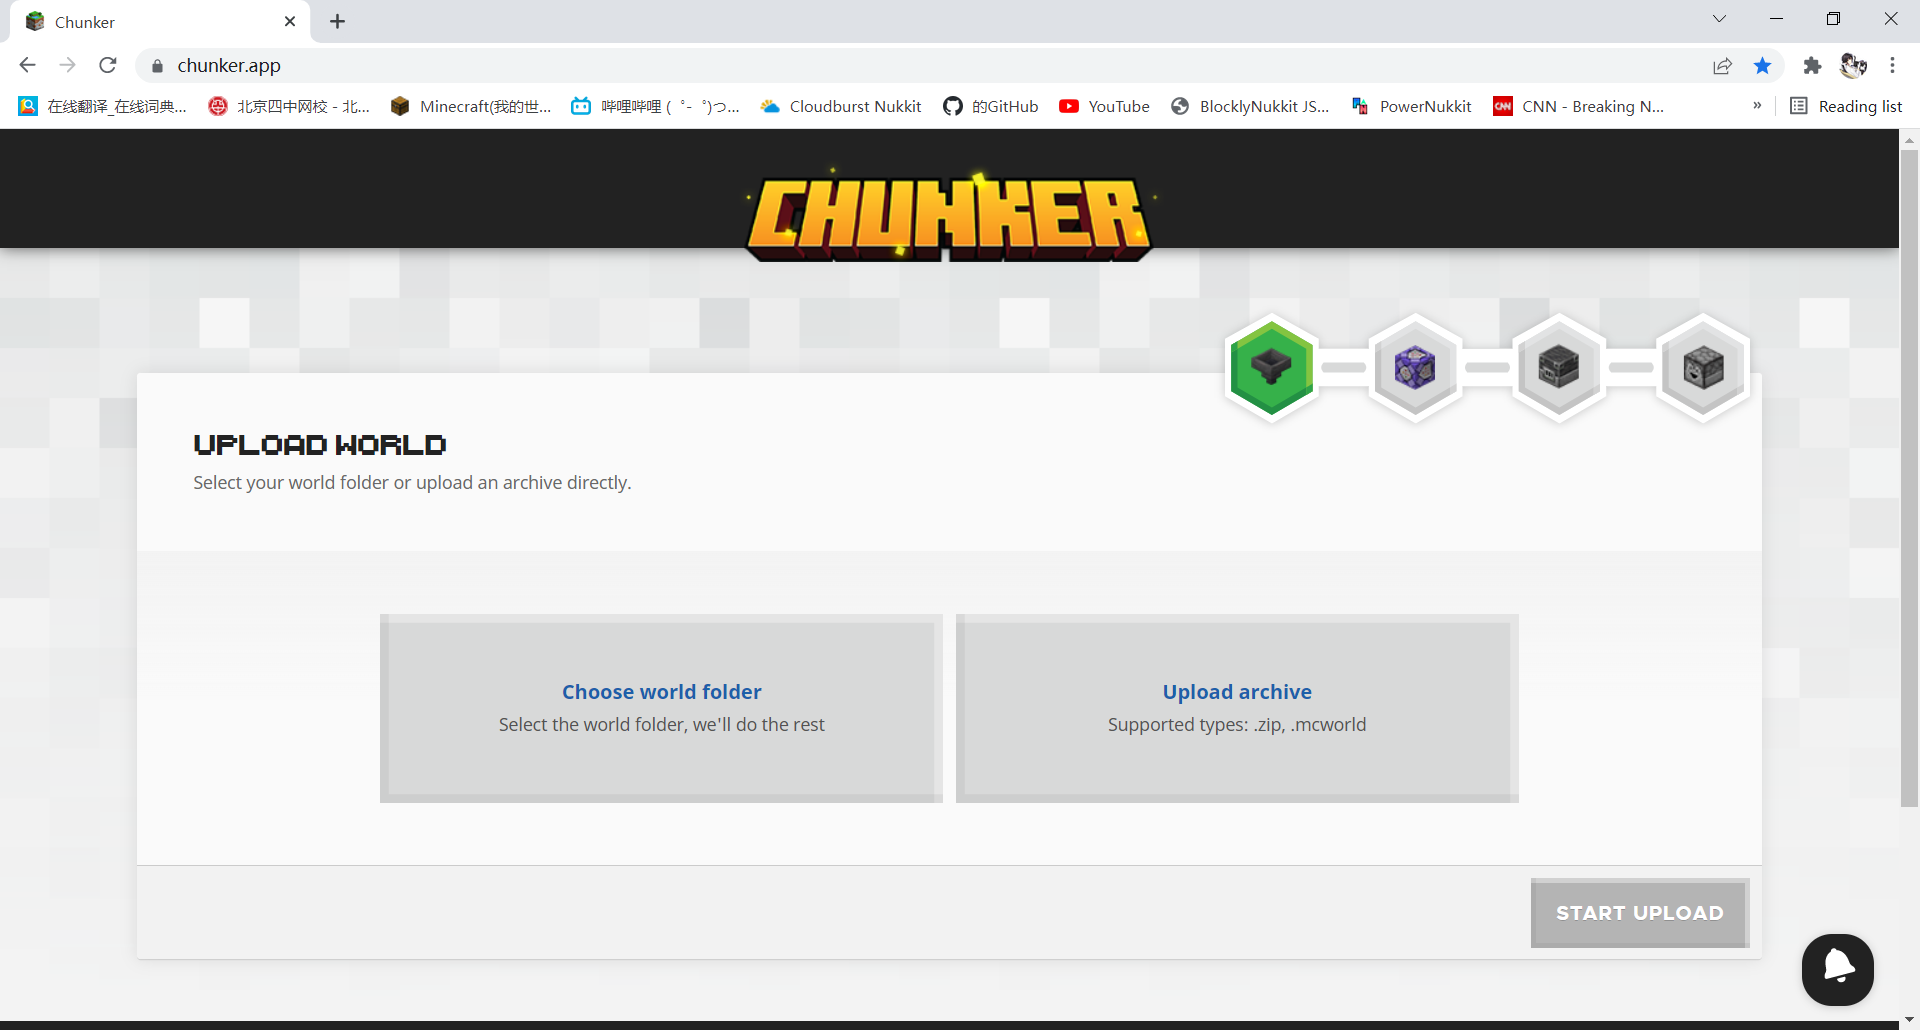 Chunker
chunker.app
在线翻译_在线词典...
北京四中网校 - 北...
Minecraft(我的世...
哔哩哔哩 (゜-゜)つ...
Cloudburst Nukkit
的GitHub
YouTube
BlocklyNukkit JS...
PowerNukkit
CNN CNN - Breaking N...
»
Reading list
CHUNKER
UPLOAD WORLD
Select your world folder or upload an archive directly.
Choose world folder
Select the world folder, we'll do the rest
Upload archive
Supported types: .zip, .mcworld
START UPLOAD